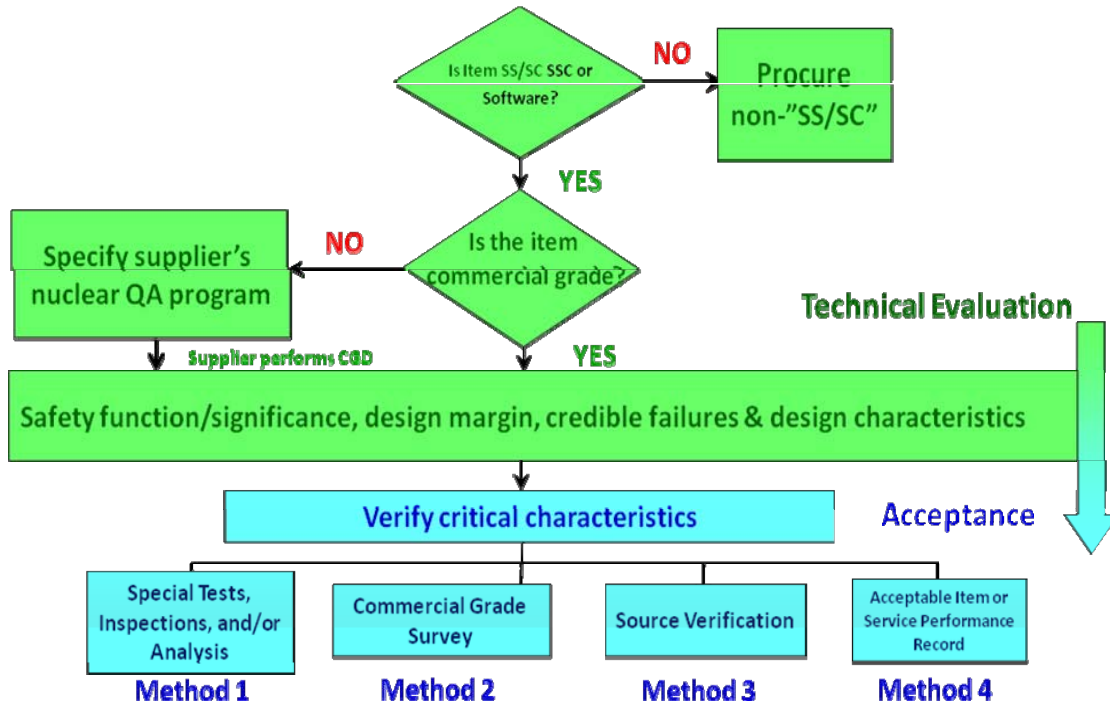 Is Item SS/SC SSC or
Software?
NO
Procure
non-"SS/SC"
YES
Is the item
commercial grade?
NO
Specify supplier's
nuclear QA program
Technical Evaluation
Supplier performs CGD
YES
Safety function/significance, design margin, credible failures & design characteristics
Verify critical characteristics
Acceptance
Special Tests,
Inspections, and/or
Analysis
Commercial Grade
Survey
Source Verification
Acceptable Item or
Service Performance
Record
Method 1
Method 2
Method 3
Method 4